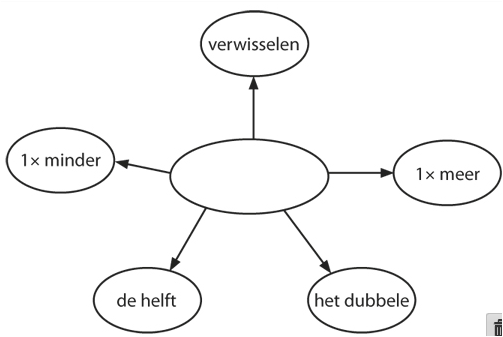 verwisselen
1× minder
1× meer
de helft
het dubbele